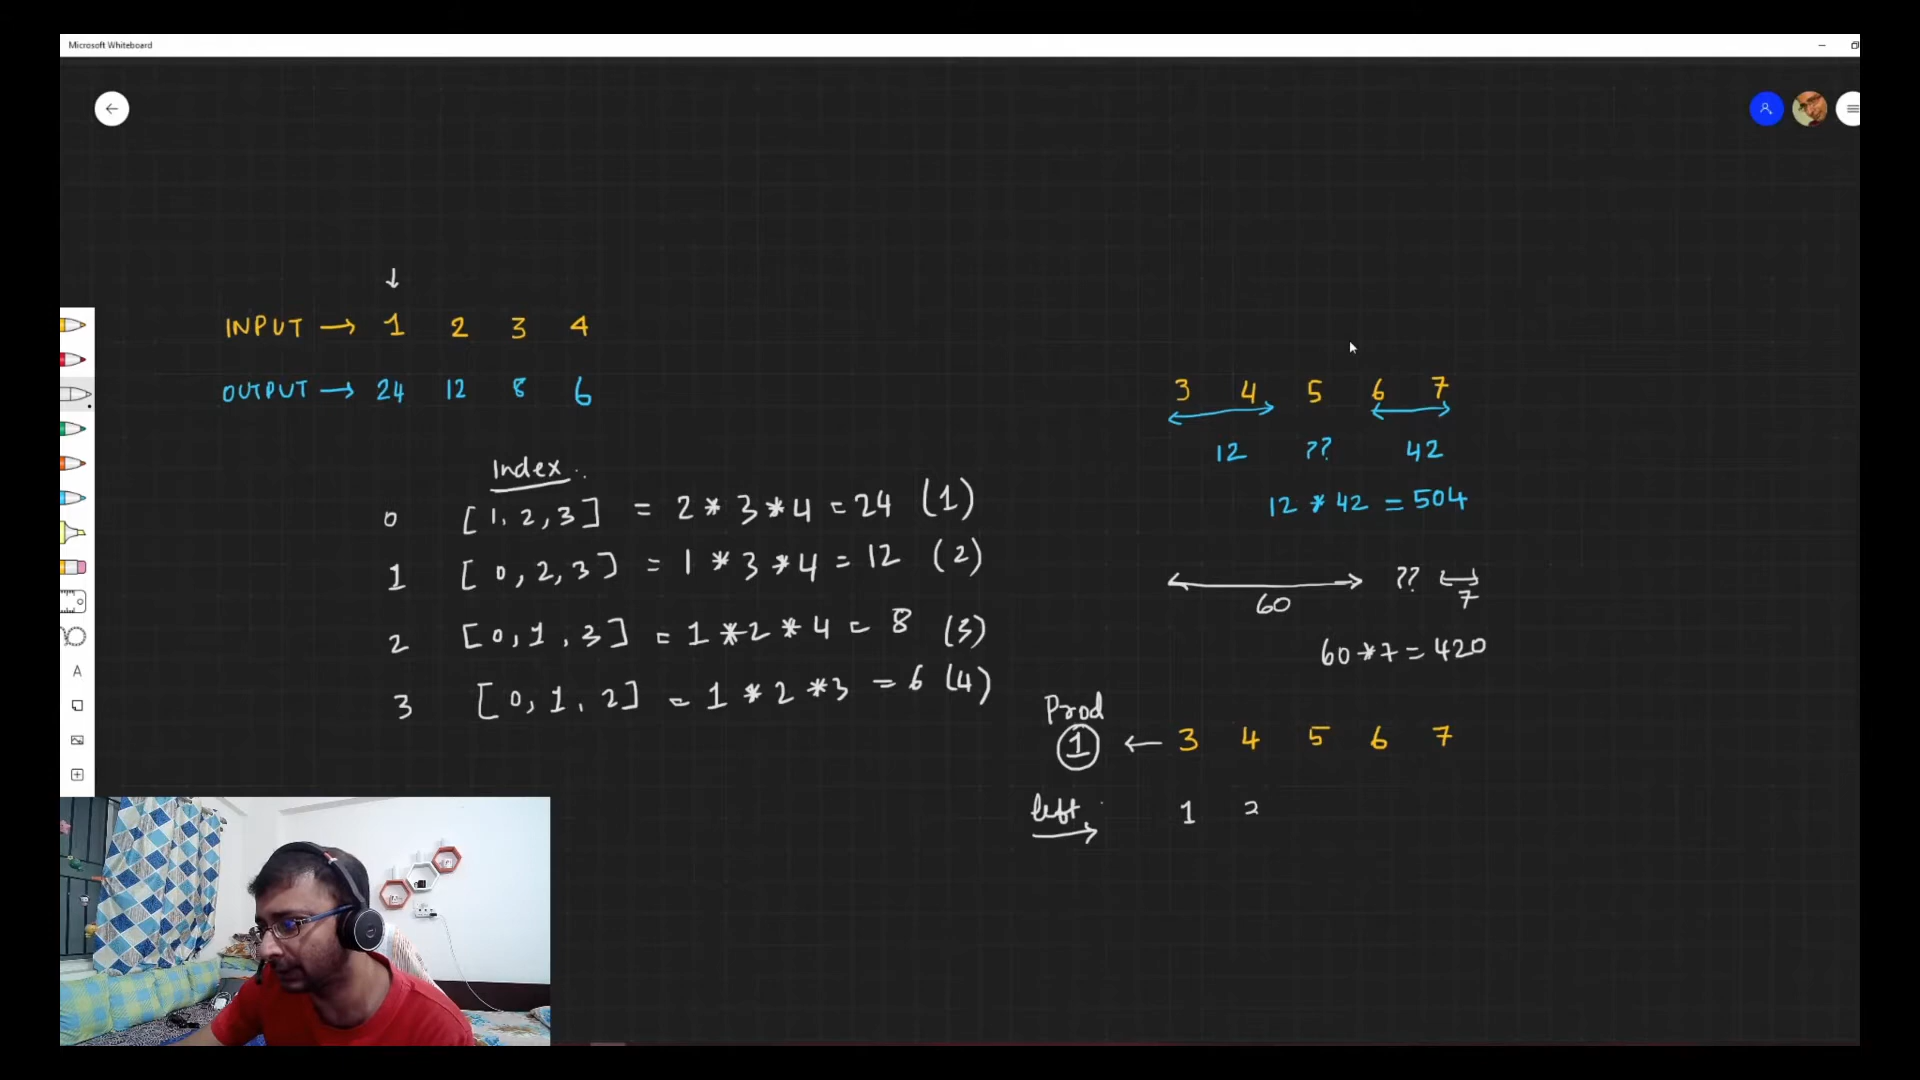 Microsoft Whiteboard
INPUT → 1 2 3 4
OUTPUT → 24 12 8 6
Index
0 [1, 2, 3] = 2 * 3 * 4 = 24 (1)
1 [0, 2, 3] = 1 * 3 * 4 = 12 (2)
2 [0, 1, 3] = 1 * 2 * 4 = 8 (3)
3 [0, 1, 2] = 1 * 2 * 3 = 6 (4)
3 4 5 6 7
12 ?? 42
12 * 42 = 504
?? 
60 7
60 * 7 = 420
Prod
1 ← 3 4 5 6 7
left 1
A